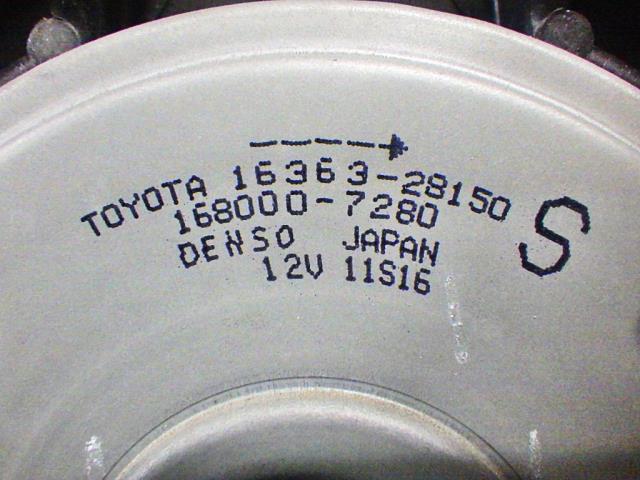 TOYOTA 16363-28150
168000-7280
DENSO JAPAN
12V 11S16
S